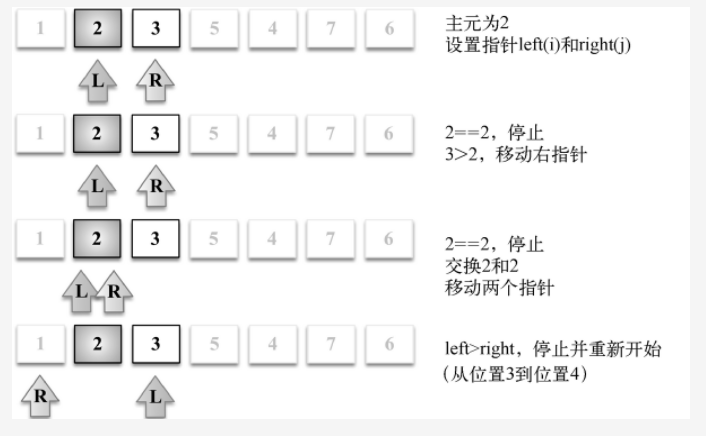 1 2 3 5 4 7 6
主元为2
设置指针left(i)和right(j)
L R
1 2 3 5 4 7 6
2==2，停止
3>2，移动右指针
L R
1 2 3 5 4 7 6
2==2，停止
交换2和2
移动两个指针
L R
1 2 3 5 4 7 6
left>right，停止并重新开始
（从位置3到位置4）
R L